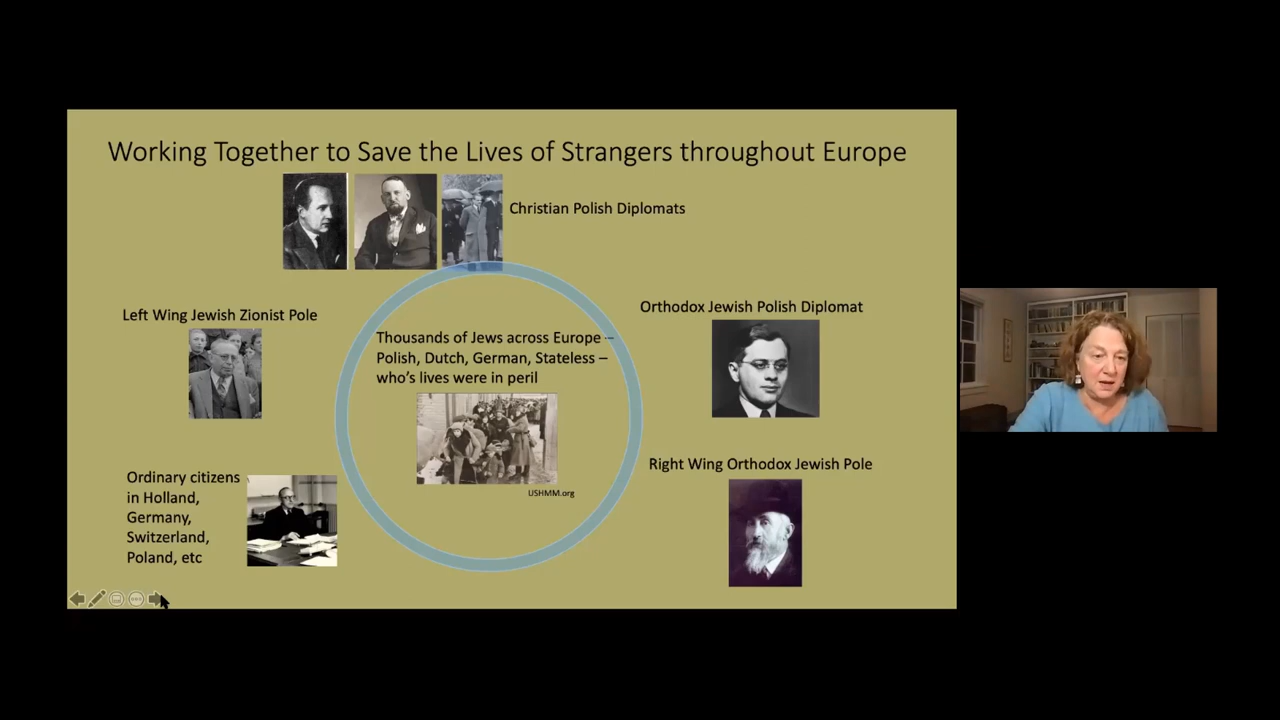 Working Together to Save the Lives of Strangers throughout Europe
Christian Polish Diplomats
Left Wing Jewish Zionist Pole
Orthodox Jewish Polish Diplomat
Thousands of Jews across Europe –
Polish, Dutch, German, Stateless –
who's lives were in peril
USHMM.org
Ordinary citizens
in Holland,
Germany,
Switzerland,
Poland, etc
Right Wing Orthodox Jewish Pole